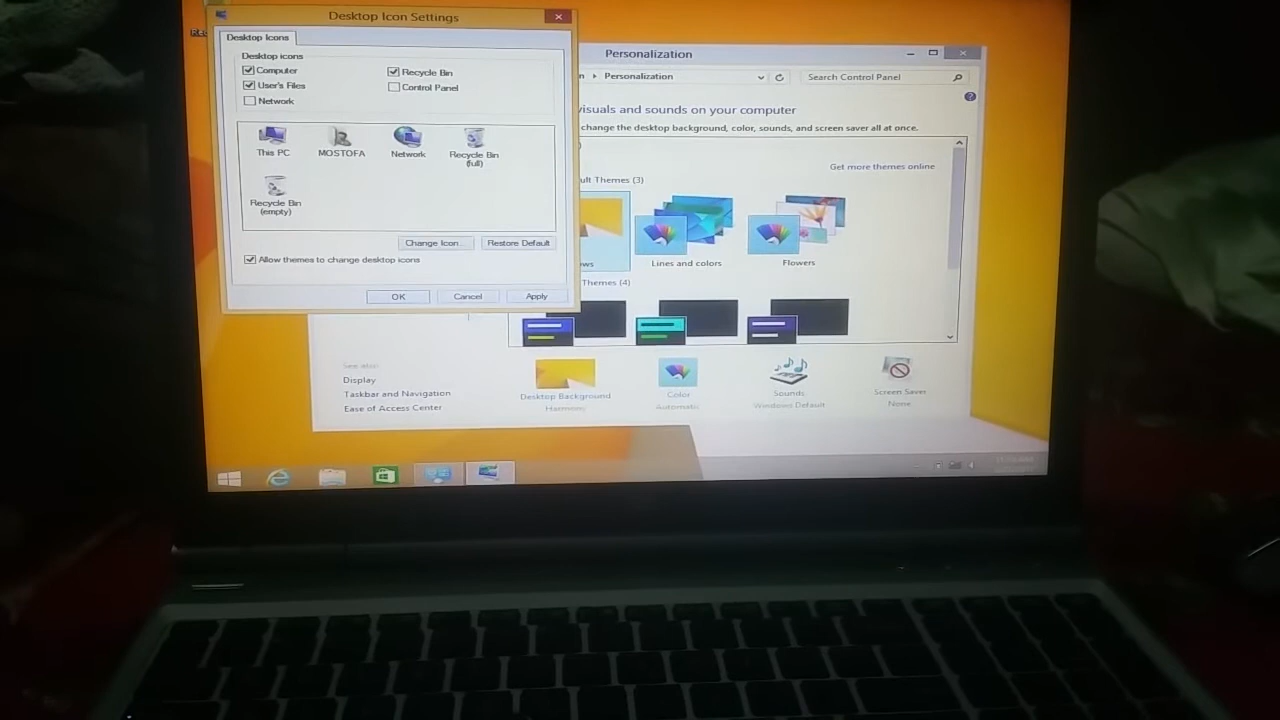 Desktop Icon Settings
Desktop Icons
Desktop icons
Computer
Recycle Bin
User's Files
Control Panel
Network
This PC
MOSTOFA
Network
Recycle Bin
(full)
Recycle Bin
(empty)
Change Icon...
Restore Default
Allow themes to change desktop icons
OK
Cancel
Apply
Personalization
Personalization
Search Control Panel
visuals and sounds on your computer
change the desktop background, color, sounds, and screen saver all at once.
Get more themes online
Themes (3)
Lines and colors
Flowers
Themes (4)
See also
Display
Taskbar and Navigation
Ease of Access Center
Desktop Background
Harmony
Color
Automatic
Sounds
Windows Default
Screen Saver
None